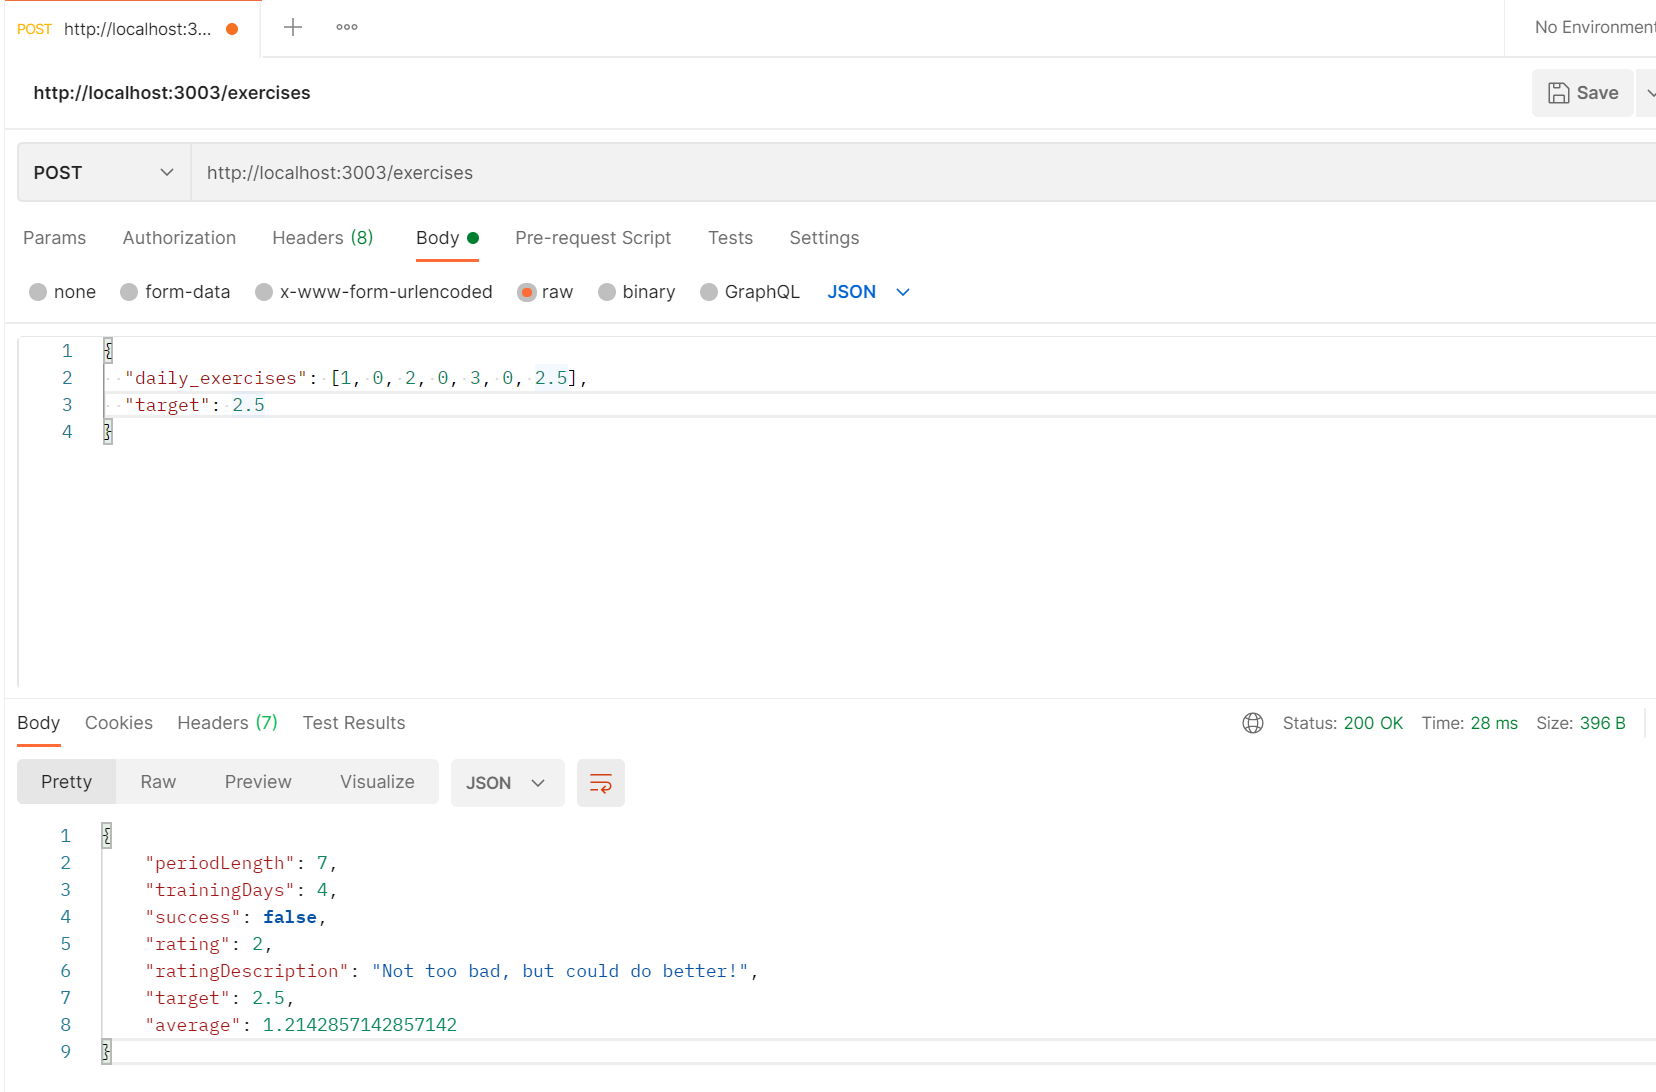 POST http://localhost:3... No Environment
http://localhost:3003/exercises Save
POST http://localhost:3003/exercises
Params Authorization Headers (8) Body Pre-request Script Tests Settings
none form-data x-www-form-urlencoded raw binary GraphQL JSON
1 {
2 "daily_exercises": [1, 0, 2, 0, 3, 0, 2.5],
3 "target": 2.5
4 }
Body Cookies Headers (7) Test Results Status: 200 OK Time: 28 ms Size: 396 B
Pretty Raw Preview Visualize JSON
1 {
2 "periodLength": 7,
3 "trainingDays": 4,
4 "success": false,
5 "rating": 2,
6 "ratingDescription": "Not too bad, but could do better!",
7 "target": 2.5,
8 "average": 1.2142857142857142
9 }